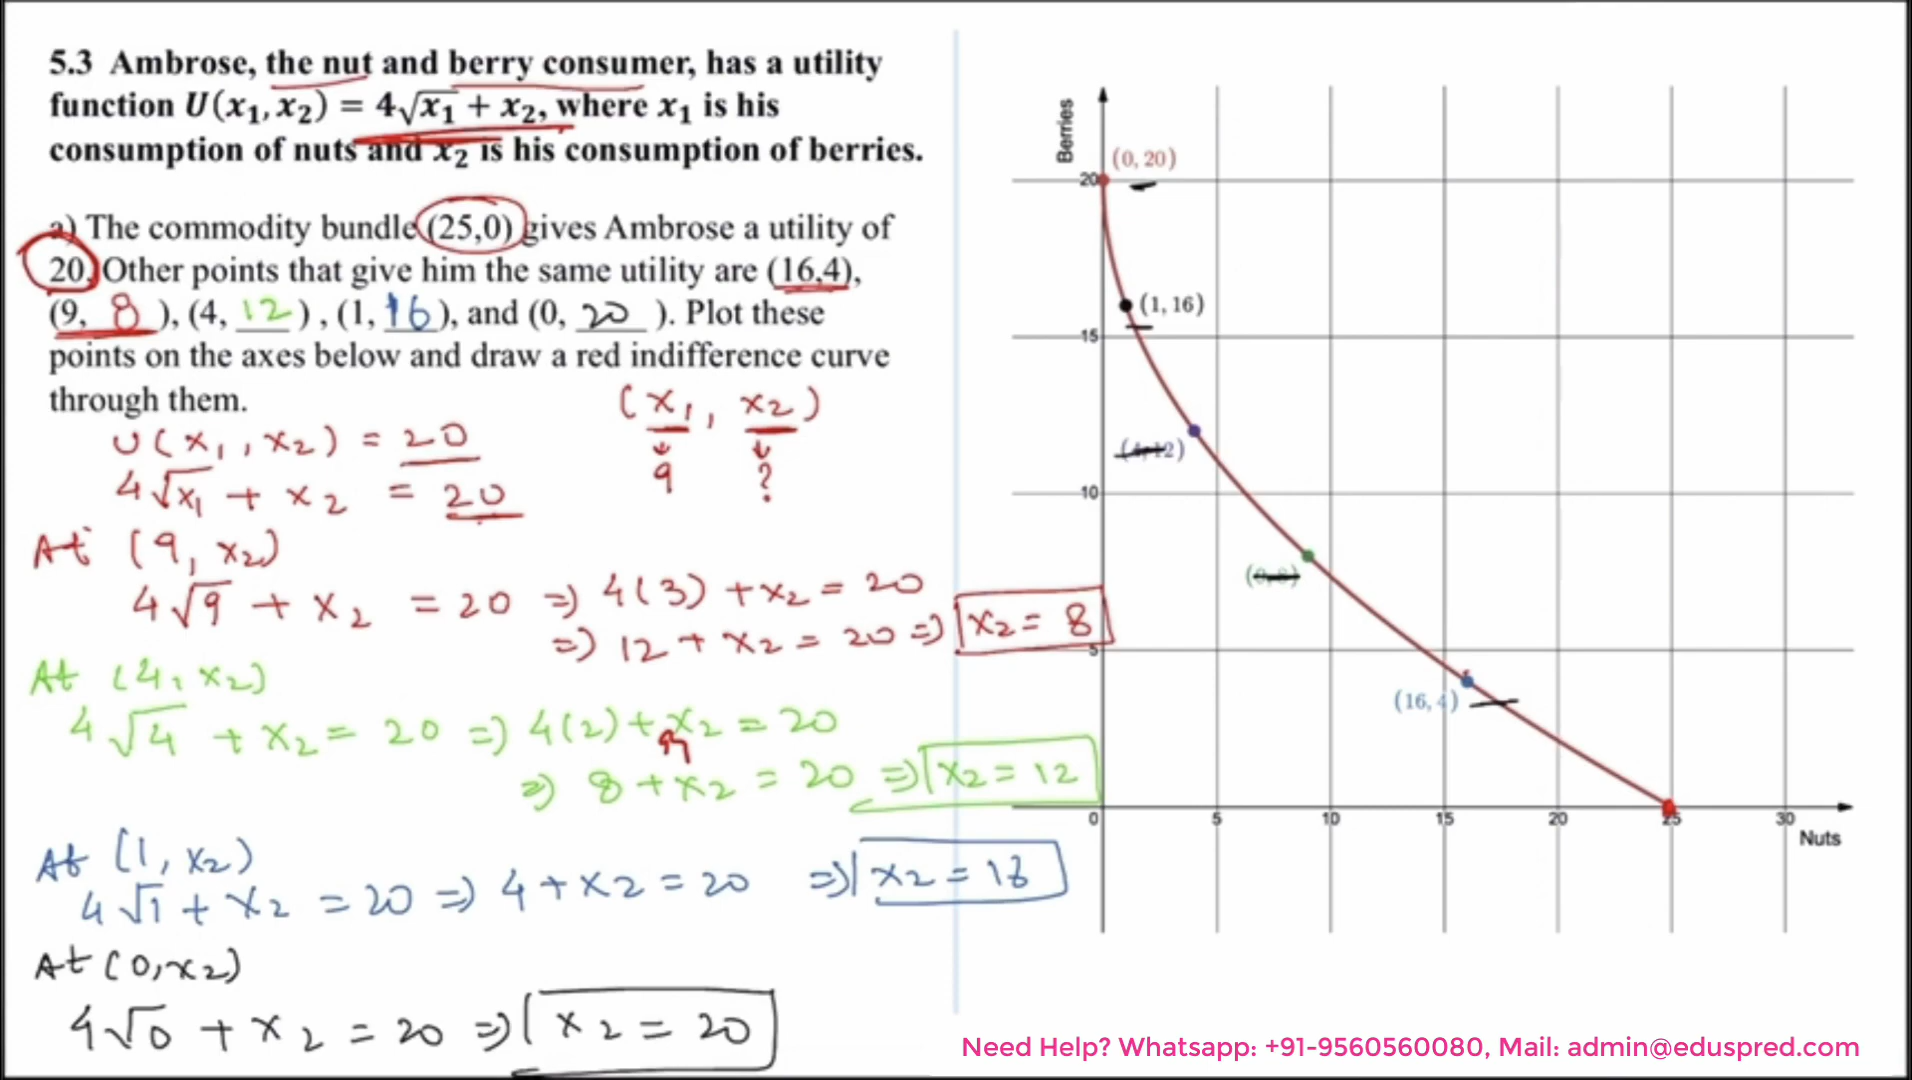 5.3 Ambrose, the nut and berry consumer, has a utility
function U(x₁, x₂) = 4√x₁ + x₂, where x₁ is his
consumption of nuts and x₂ is his consumption of berries.
a) The commodity bundle (25,0) gives Ambrose a utility of
20. Other points that give him the same utility are (16,4),
(9, 8 ), (4, 12 ) , (1, 16 ), and (0, 20 ). Plot these
points on the axes below and draw a red indifference curve
through them.
(x₁, x₂)
9 ?
U(x₁, x₂) = 20
4√x₁ + x₂ = 20
At (9, x₂)
4√9 + x₂ = 20 => 4(3) + x₂ = 20
=> 12 + x₂ = 20 => x₂ = 8
At (4, x₂)
4√4 + x₂ = 20 => 4(2) + x₂ = 20
=> 8 + x₂ = 20 => x₂ = 12
At (1, x₂)
4√1 + x₂ = 20 => 4 + x₂ = 20 => x₂ = 16
At (0, x₂)
4√0 + x₂ = 20 => x₂ = 20
Berries
(0, 20)
20
(1, 16)
15
(4, 12)
10
(9, 8)
5
(16, 4)
0 5 10 15 20 25 30
Nuts
Need Help? Whatsapp: +91-9560560080, Mail: admin@eduspred.com